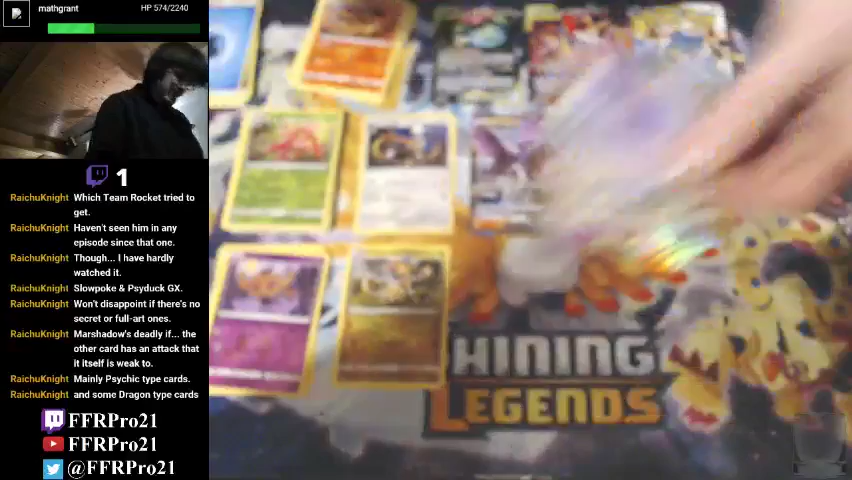 mathgrant
HP 574/2240
1
RaichuKnight Which Team Rocket tried to
get.
RaichuKnight Haven't seen him in any
episode since that one.
RaichuKnight Though... I have hardly
watched it.
RaichuKnight Slowpoke & Psyduck GX.
RaichuKnight Won't disappoint if there's no
secret or full-art ones.
RaichuKnight Marshadow's deadly if... the
other card has an attack that
it itself is weak to.
RaichuKnight Mainly Psychic type cards.
RaichuKnight and some Dragon type cards
FFRPro21
FFRPro21
@FFRPro21
HINING
LEGENDS